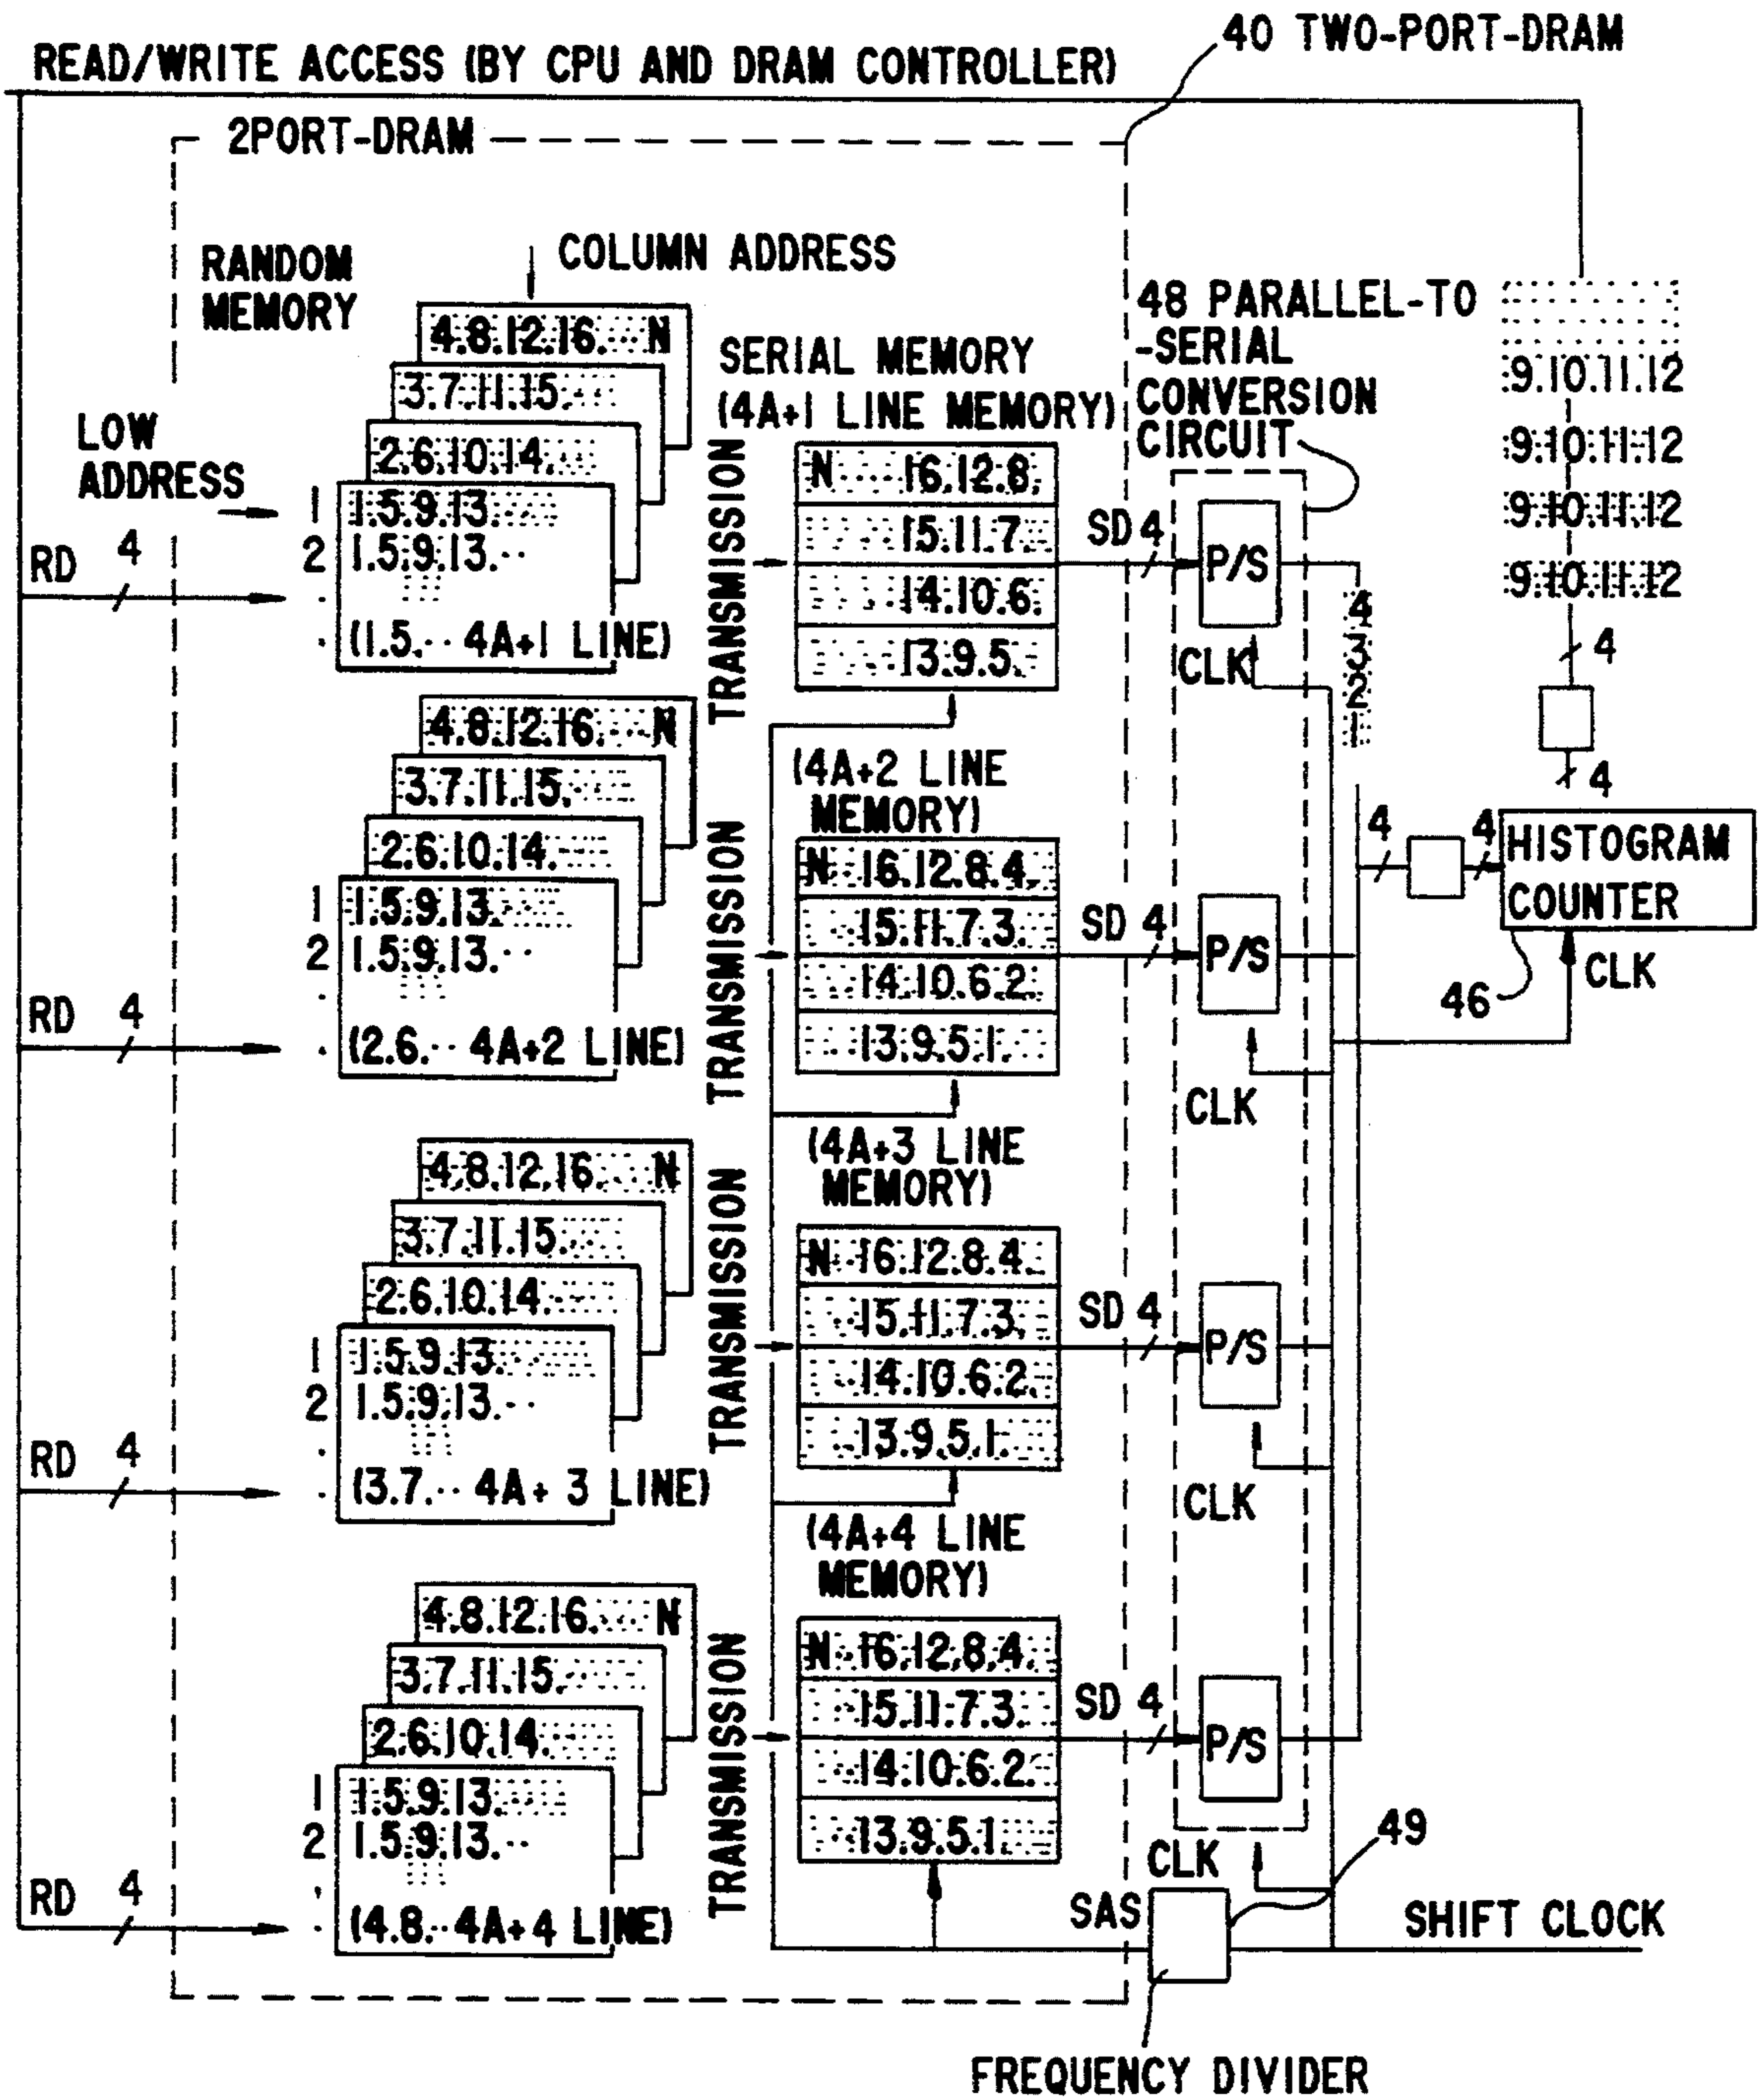 40 TWO-PORT-DRAM
READ/WRITE ACCESS (BY CPU AND DRAM CONTROLLER)
2PORT-DRAM
RANDOM
MEMORY
COLUMN ADDRESS
LOW
ADDRESS
4.8.12.16. N
3.7.11.15.
2.6.10.14.
1 1.5.9.13.
2 1.5.9.13.
(1.5. 4A+1 LINE)
RD 4
TRANSMISSION
SERIAL MEMORY
(4A+1 LINE MEMORY)
N 16.12.8.
15.11.7.
14.10.6.
13.9.5.
SD 4
48 PARALLEL-TO
-SERIAL
CONVERSION
CIRCUIT
P/S
CLK
4
3
2
1
9.10.11.12
9.10.11.12
9.10.11.12
9.10.11.12
4
4
4.8.12.16. N
3.7.11.15.
2.6.10.14.
1 1.5.9.13.
2 1.5.9.13.
(2.6. 4A+2 LINE)
RD 4
TRANSMISSION
(4A+2 LINE
MEMORY)
N 16.12.8.4.
15.11.7.3.
14.10.6.2.
13.9.5.1.
SD 4
P/S
CLK
4 4
HISTOGRAM
COUNTER
46
CLK
4.8.12.16. N
3.7.11.15.
2.6.10.14.
1 1.5.9.13.
2 1.5.9.13.
(3.7. 4A+ 3 LINE)
RD 4
TRANSMISSION
(4A+3 LINE
MEMORY)
N 16.12.8.4.
15.11.7.3.
14.10.6.2.
13.9.5.1.
SD 4
P/S
CLK
4.8.12.16. N
3.7.11.15.
2.6.10.14.
1 1.5.9.13.
2 1.5.9.13.
(4.8. 4A+4 LINE)
RD 4
TRANSMISSION
(4A+4 LINE
MEMORY)
N 16.12.8.4.
15.11.7.3.
14.10.6.2.
13.9.5.1.
SD 4
P/S
CLK
49
SAS
SHIFT CLOCK
FREQUENCY DIVIDER